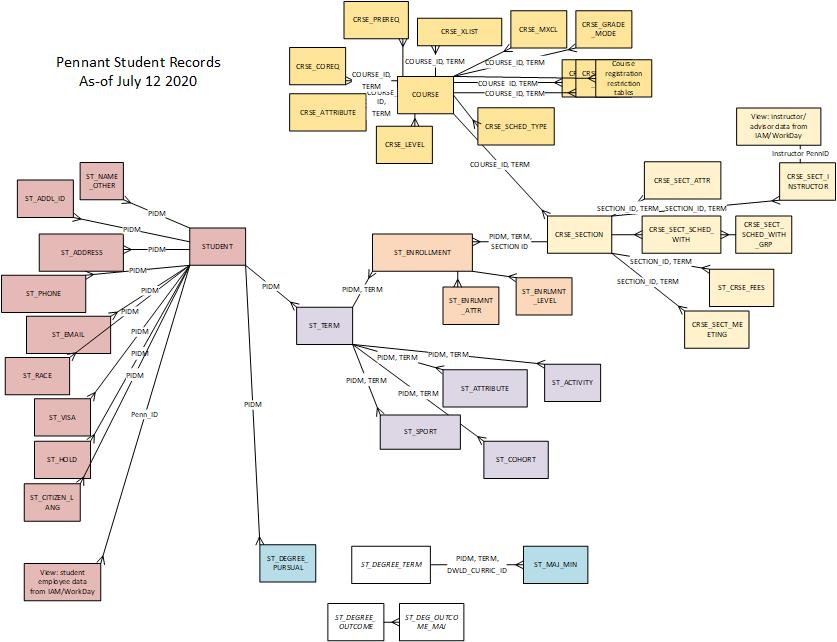 Pennant Student Records
As-of July 12 2020
CRSE_PREREQ
CRSE_XLIST
CRSE_MXCL
CRSE_GRADE
_MODE
CRSE_COREQ
COURSE_ID,
TERM
COURSE_ID, TERM
COURSE_ID, TERM
COURSE_ID, TERM
COURSE_ID, TERM
Course
registration
restriction
tables
CRSE_ATTRIBUTE
COURSE_
ID,
TERM
COURSE
CRSE_LEVEL
CRSE_SCHED_TYPE
COURSE_ID, TERM
View: instructor/
advisor data from
IAM/WorkDay
Instructor PennID
CRSE_SECT_ATTR
CRSE_SECT_I
NSTRUCTOR
SECTION_ID, TERM
SECTION_ID, TERM
CRSE_SECTION
CRSE_SECT_SCHED_
WITH
CRSE_SECT_
SCHED_WITH
_GRP
SECTION_ID, TERM
SECTION_ID, TERM
ST_CRSE_FEES
CRSE_SECT_ME
ETING
ST_NAME
_OTHER
ST_ADDL_ID
PIDM
PIDM
STUDENT
ST_ADDRESS
PIDM
PIDM
ST_PHONE
PIDM
PIDM
ST_EMAIL
PIDM
PIDM
PIDM
ST_RACE
ST_VISA
Penn_ID
ST_HOLD
ST_CITIZEN_L
ANG
View: student
employee data
from IAM/WorkDay
PIDM
PIDM
ST_ENROLLMENT
PIDM, TERM,
SECTION ID
PIDM, TERM
ST_ENRLMNT
_ATTR
ST_ENRLMNT
_LEVEL
ST_TERM
PIDM, TERM
PIDM, TERM
PIDM, TERM
PIDM, TERM
ST_ATTRIBUTE
ST_ACTIVITY
ST_SPORT
ST_COHORT
ST_DEGREE_
PURSUAL
ST_DEGREE_TERM
PIDM, TERM,
DWLD_CURRIC_ID
ST_MAJ_MIN
ST_DEGREE_
OUTCOME
ST_DEG_OUTCO
ME_MAJ